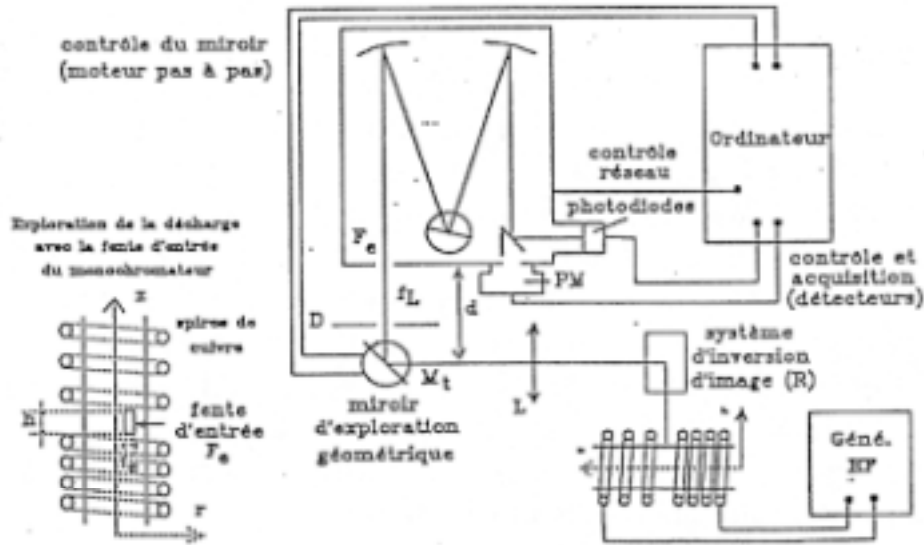 contrôle du miroir
(moteur pas à pas)
Ordinateur
contrôle
réseau
photodiodes
Exploration de la décharge
avec la fente d'entrée
du monochromateur
F e
PM
contrôle et
acquisition
(détecteurs)
z
spires de
cuivre
f L
d
D
système
d'inversion
d'image (R)
M t
L
miroir
d'exploration
géométrique
fente
d'entrée
F e
Géné.
HF
r